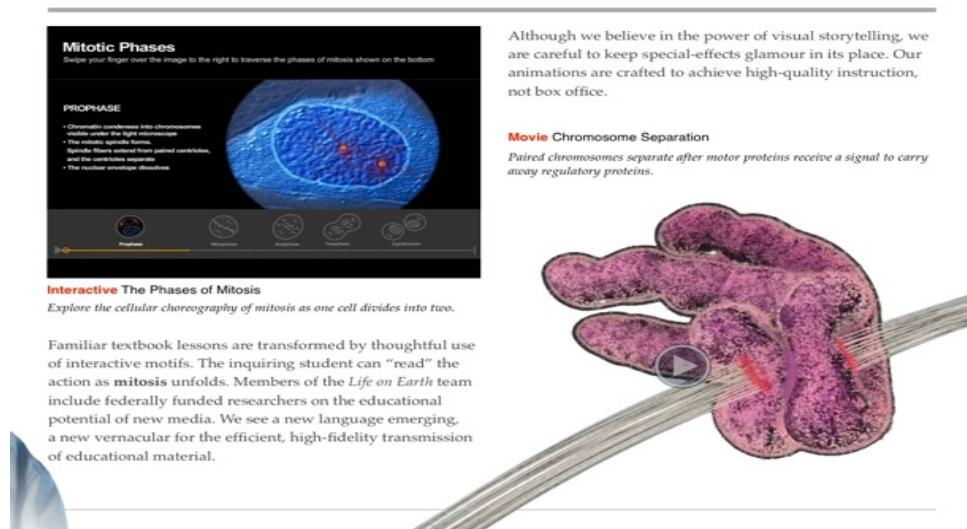 Mitotic Phases
Swipe your finger over the image to the right to traverse the phases of mitosis shown on the bottom
PROPHASE
• Chromatin condenses into chromosomes
visible under the light microscope
• The mitotic spindle forms.
Spindle fibers extend from paired centrioles,
and the centrioles separate
• The nuclear envelope dissolves
Prophase
Metaphase
Anaphase
Telophase
Cytokinesis
Interactive The Phases of Mitosis
Explore the cellular choreography of mitosis as one cell divides into two.
Familiar textbook lessons are transformed by thoughtful use
of interactive motifs. The inquiring student can “read” the
action as mitosis unfolds. Members of the Life on Earth team
include federally funded researchers on the educational
potential of new media. We see a new language emerging,
a new vernacular for the efficient, high-fidelity transmission
of educational material.
Although we believe in the power of visual storytelling, we
are careful to keep special-effects glamour in its place. Our
animations are crafted to achieve high-quality instruction,
not box office.
Movie Chromosome Separation
Paired chromosomes separate after motor proteins receive a signal to carry
away regulatory proteins.